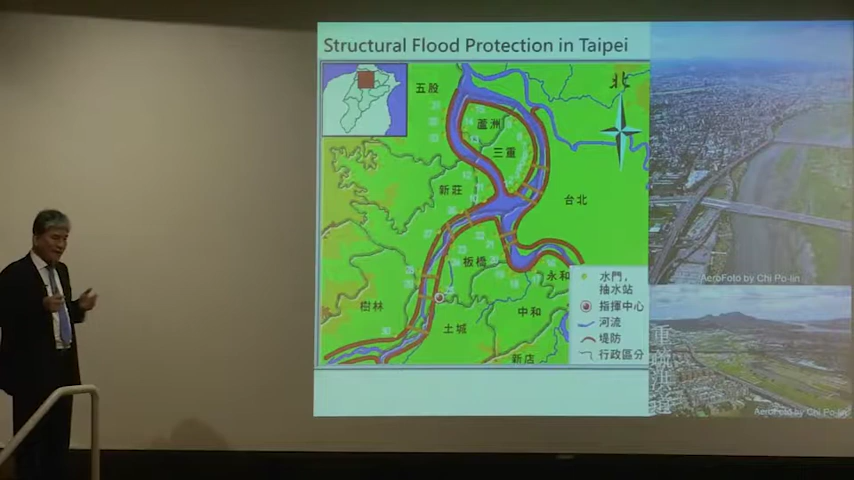 Structural Flood Protection in Taipei
北
五股
蘆洲
三重
新莊
台北
板橋
永和
樹林
中和
土城
新店
水門,
抽水站
指揮中心
河流
堤防
行政區分
AeroFoto by Chi Po-lin
AeroFoto by Chi Po-lin